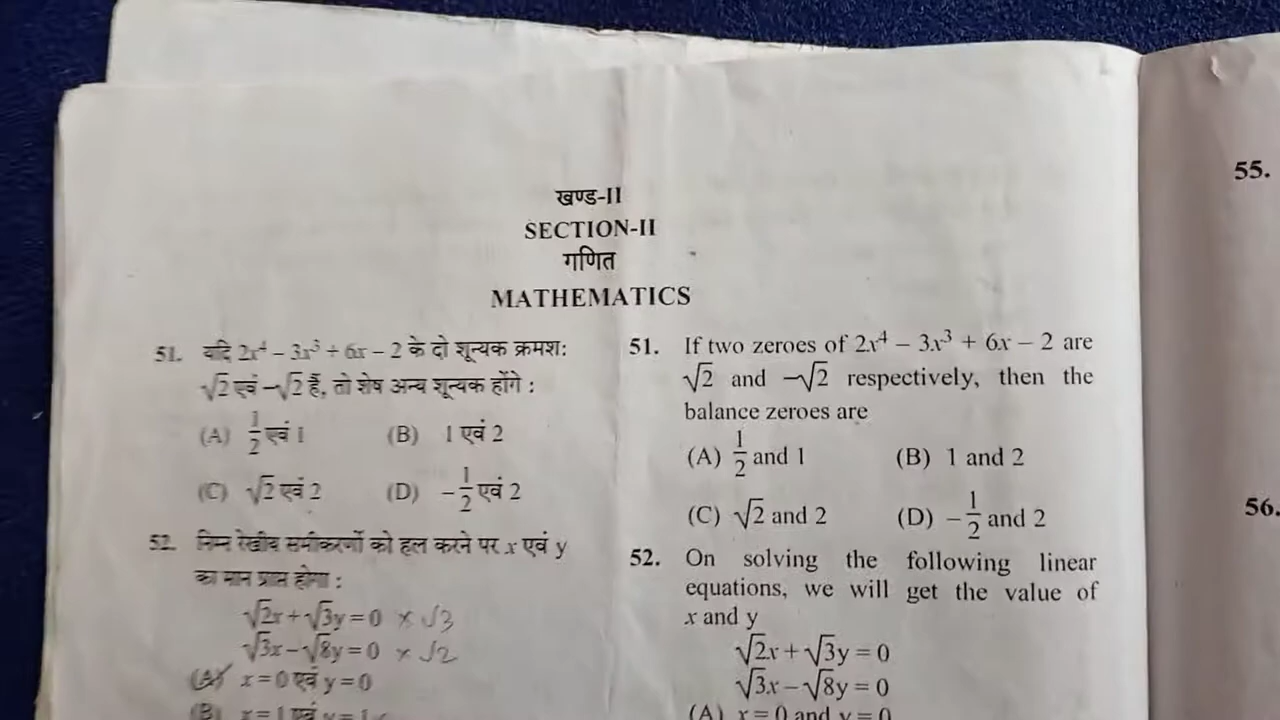 खण्ड-II
SECTION-II
गणित
MATHEMATICS
51. यदि 2x⁴ – 3x³ + 6x – 2 के दो शून्यक क्रमश:
√2 एवं –√2 हैं, तो शेष अन्य शून्यक होंगे :
(A) 1/2 एवं 1 (B) 1 एवं 2
(C) √2 एवं 2 (D) –1/2 एवं 2
52. निम्न रेखीय समीकरणों को हल करने पर x एवं y
का मान प्राप्त होगा :
√2x + √3y = 0 × √3
√3x – √8y = 0 × √2
(A) x = 0 एवं y = 0
(B) x = 1 एवं y = 1
51. If two zeroes of 2x⁴ – 3x³ + 6x – 2 are
√2 and –√2 respectively, then the
balance zeroes are
(A) 1/2 and 1 (B) 1 and 2
(C) √2 and 2 (D) –1/2 and 2
52. On solving the following linear
equations, we will get the value of
x and y
√2x + √3y = 0
√3x – √8y = 0
(A) x = 0 and y = 0
55.
56.